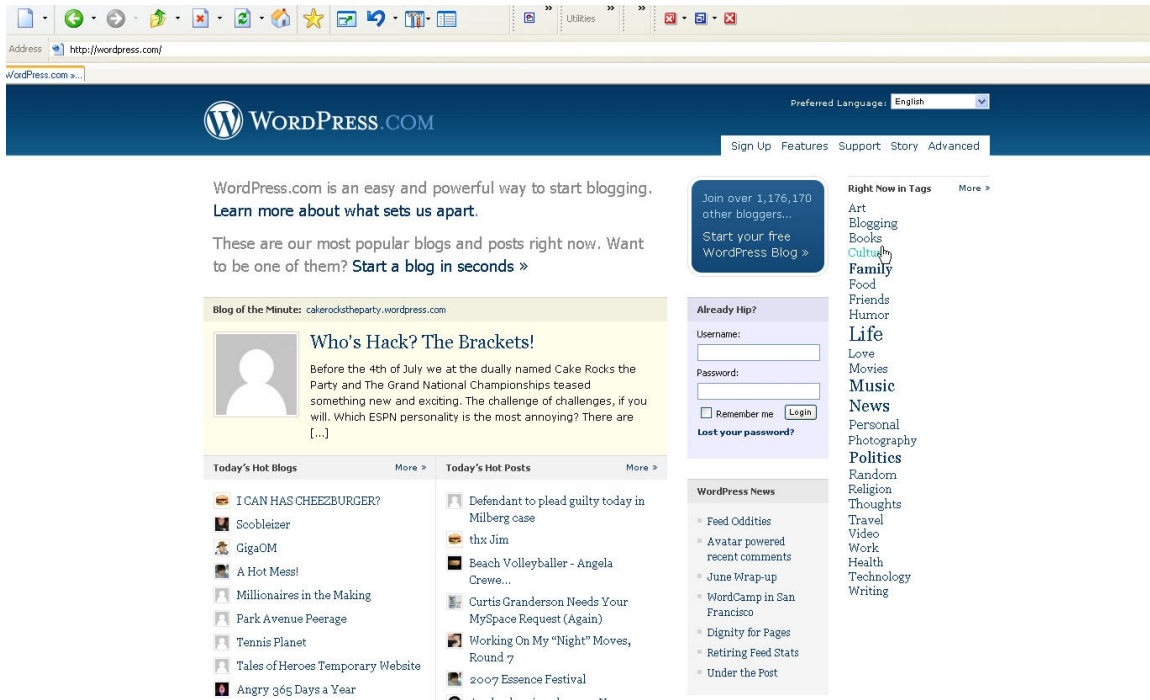 Utilities
Address http://wordpress.com/
WordPress.com »...
Preferred Language: English
WORDPRESS.COM
Sign Up Features Support Story Advanced
WordPress.com is an easy and powerful way to start blogging.
Learn more about what sets us apart.
These are our most popular blogs and posts right now. Want
to be one of them? Start a blog in seconds »
Blog of the Minute: cakerockstheparty.wordpress.com
Who's Hack? The Brackets!
Before the 4th of July we at the dually named Cake Rocks the
Party and The Grand National Championships teased
something new and exciting. The challenge of challenges, if you
will. Which ESPN personality is the most annoying? There are
[...]
Today's Hot Blogs More »
I CAN HAS CHEEZBURGER?
Scobleizer
GigaOM
A Hot Mess!
Millionaires in the Making
Park Avenue Peerage
Tennis Planet
Tales of Heroes Temporary Website
Angry 365 Days a Year
Today's Hot Posts More »
Defendant to plead guilty today in
Milberg case
thx Jim
Beach Volleyballer - Angela
Crewe...
Curtis Granderson Needs Your
MySpace Request (Again)
Working On My "Night" Moves,
Round 7
2007 Essence Festival
Join over 1,176,170
other bloggers...
Start your free
WordPress Blog »
Already Hip?
Username:
Password:
Remember me Login
Lost your password?
WordPress News
Feed Oddities
Avatar powered
recent comments
June Wrap-up
WordCamp in San
Francisco
Dignity for Pages
Retiring Feed Stats
Under the Post
Right Now in Tags More »
Art
Blogging
Books
Culture
Family
Food
Friends
Humor
Life
Love
Movies
Music
News
Personal
Photography
Politics
Random
Religion
Thoughts
Travel
Video
Work
Health
Technology
Writing